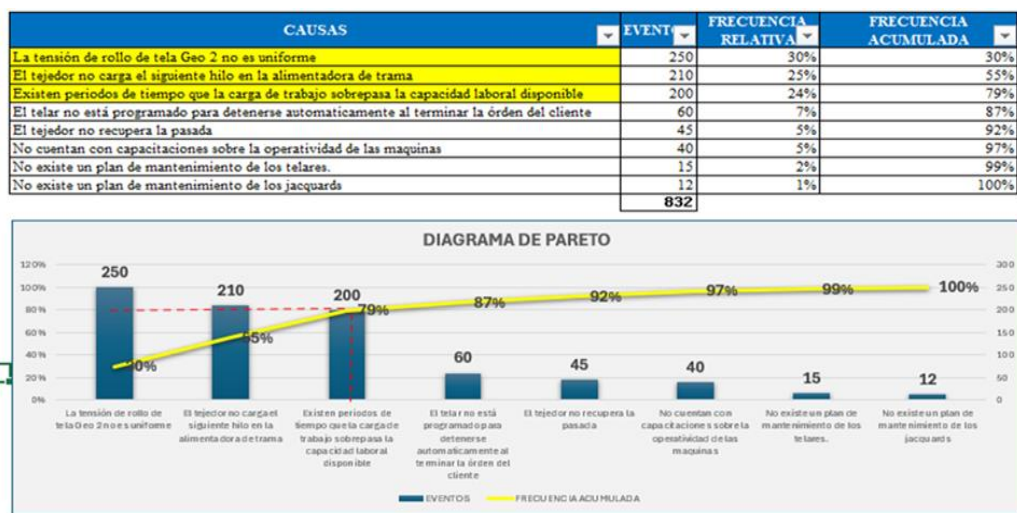 CAUSAS EVENTO FRECUENCIA RELATIVA FRECUENCIA ACUMULADA
La tensión de rollo de tela Geo 2 no es uniforme 250 30% 30%
El tejedor no carga el siguiente hilo en la alimentadora de trama 210 25% 55%
Existen periodos de tiempo que la carga de trabajo sobrepasa la capacidad laboral disponible 200 24% 79%
El telar no está programado para detenerse automaticamente al terminar la órden del cliente 60 7% 87%
El tejedor no recupera la pasada 45 5% 92%
No cuentan con capacitaciones sobre la operatividad de las maquinas 40 5% 97%
No existe un plan de mantenimiento de los telares. 15 2% 99%
No existe un plan de mantenimiento de los jacquards 12 1% 100%
832
DIAGRAMA DE PARETO
120% 300
100% 250
80% 200
60% 150
40% 100
20% 50
0% 0
250 210 200 60 45 40 15 12
30% 55% 79% 87% 92% 97% 99% 100%
La tensión de rollo de
tela Geo 2 no es uniforme
El tejedor no carga el
siguiente hilo en la
alimentadora de trama
Existen periodos de
tiempo que la carga de
trabajo sobrepasa la
capacidad laboral
disponible
El telar no está
programado para
detenerse
automaticamente al
terminar la órden del
cliente
El tejedor no recupera la
pasada
No cuentan con
capacitaciones sobre la
operatividad de las
maquinas
No existe un plan de
mantenimiento de los
telares.
No existe un plan de
mantenimiento de los
jacquards
EVENTOS FRECUENCIA ACUMULADA